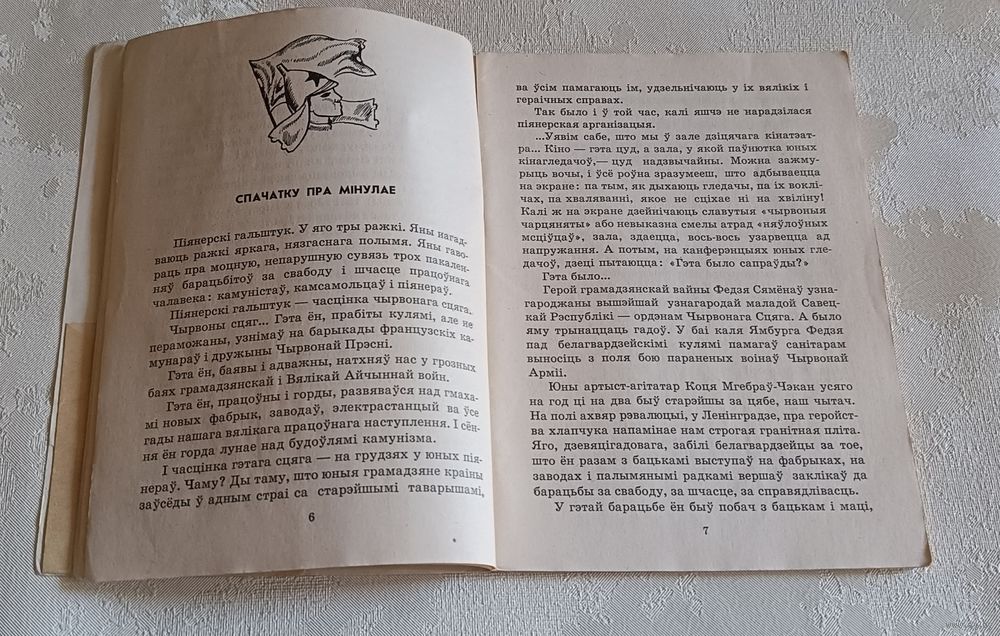 СПАЧАТКУ ПРА МІНУЛАЕ
Піянерскі гальштук. У яго тры ражкі. Яны нагад-
ваюць ражкі яркага, нязгаснага полымя. Яны гаво-
раць пра моцную, непарушную сувязь трох пакален-
няў барацьбітоў за свабоду і шчасце працоўнага
чалавека: камуністаў, камсамольцаў і піянераў.
Піянерскі гальштук — часцінка чырвонага сцяга.
Чырвоны сцяг... Гэта ён, прабіты кулямі, але не
пераможаны, узнімаў на барыкады французскіх ка-
мунараў і дружыны Чырвонай Прэсні.
Гэта ён, баявы і адважны, натхняў нас у грозных
баях грамадзянскай і Вялікай Айчыннай войн.
Гэта ён, працоўны і горды, развяваўся над гмаха-
мі новых фабрык, заводаў, электрастанцый ва ўсе
гады нашага вялікага працоўнага наступлення. І сён-
ня ён горда лунае над будоўлямі камунізма.
І часцінка гэтага сцяга — на грудзях у юных пія-
нераў. Чаму? Ды таму, што юныя грамадзяне краіны
заўсёды ў адным страі са старэйшымі таварышамі,
6
ва ўсім памагаюць ім, удзельнічаюць у іх вялікіх і
гераічных справах.
Так было і ў той час, калі яшчэ не нарадзілася
піянерская арганізацыя.
...Уявім сабе, што мы ў зале дзіцячага кінатэат-
ра... Кіно — гэта цуд, а зала, у якой паўнютка юных
кінагледачоў,— цуд надзвычайны. Можна зажму-
рыць вочы, і ўсё роўна зразумееш, што адбываецца
на экране: па тым, як дыхаюць гледачы, па іх воклі-
чах, па хваляванні, якое не сціхае ні на хвіліну!
Калі ж на экране дзейнічаюць славутыя «чырвоныя
чарцяняты» або невыказна смелы атрад «няўлоўных
мсціўцаў», зала, здаецца, вось-вось узарвецца ад
напружання. А потым, на канферэнцыях юных гле-
дачоў, дзеці пытаюцца: «Гэта было сапраўды?»
Гэта было...
Герой грамадзянскай вайны Федзя Сямёнаў узна-
гароджаны вышэйшай узнагародай маладой Савец-
кай Рэспублікі — ордэнам Чырвонага Сцяга. А было
яму трынаццаць гадоў. У баі каля Ямбурга Федзя
пад белагвардзейскімі кулямі памагаў санітарам
выносіць з поля бою параненых воінаў Чырвонай
Арміі.
Юны артыст-агітатар Коця Мгебраў-Чэкан усяго
на год ці на два быў старэйшы за цябе, наш чытач.
На полі ахвяр рэвалюцыі, у Ленінградзе, пра геройст-
ва хлапчука напамінае нам строгая гранітная пліта.
Яго, дзевяцігадовага, забілі белагвардзейцы за тое,
што ён разам з бацькамі выступаў на фабрыках, на
заводах і палымянымі радкамі вершаў заклікаў да
барацьбы за свабоду, за шчасце, за справядлівасць.
У гэтай барацьбе ён быў побач з бацькам і маці,
7